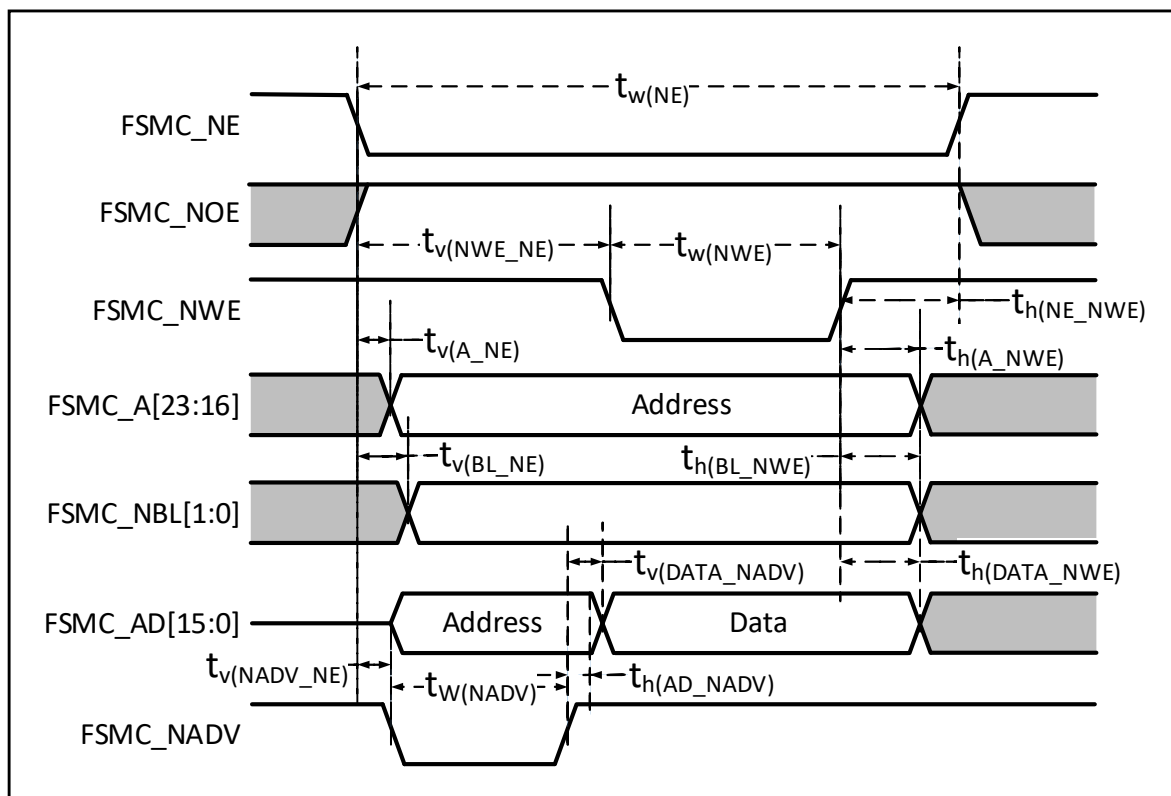 tw(NE)
FSMC_NE
FSMC_NOE
tv(NWE_NE)
tw(NWE)
FSMC_NWE
th(NE_NWE)
tv(A_NE)
th(A_NWE)
FSMC_A[23:16]
Address
tv(BL_NE)
th(BL_NWE)
FSMC_NBL[1:0]
tv(DATA_NADV)
th(DATA_NWE)
FSMC_AD[15:0]
Address
Data
tv(NADV_NE)
tW(NADV)
th(AD_NADV)
FSMC_NADV